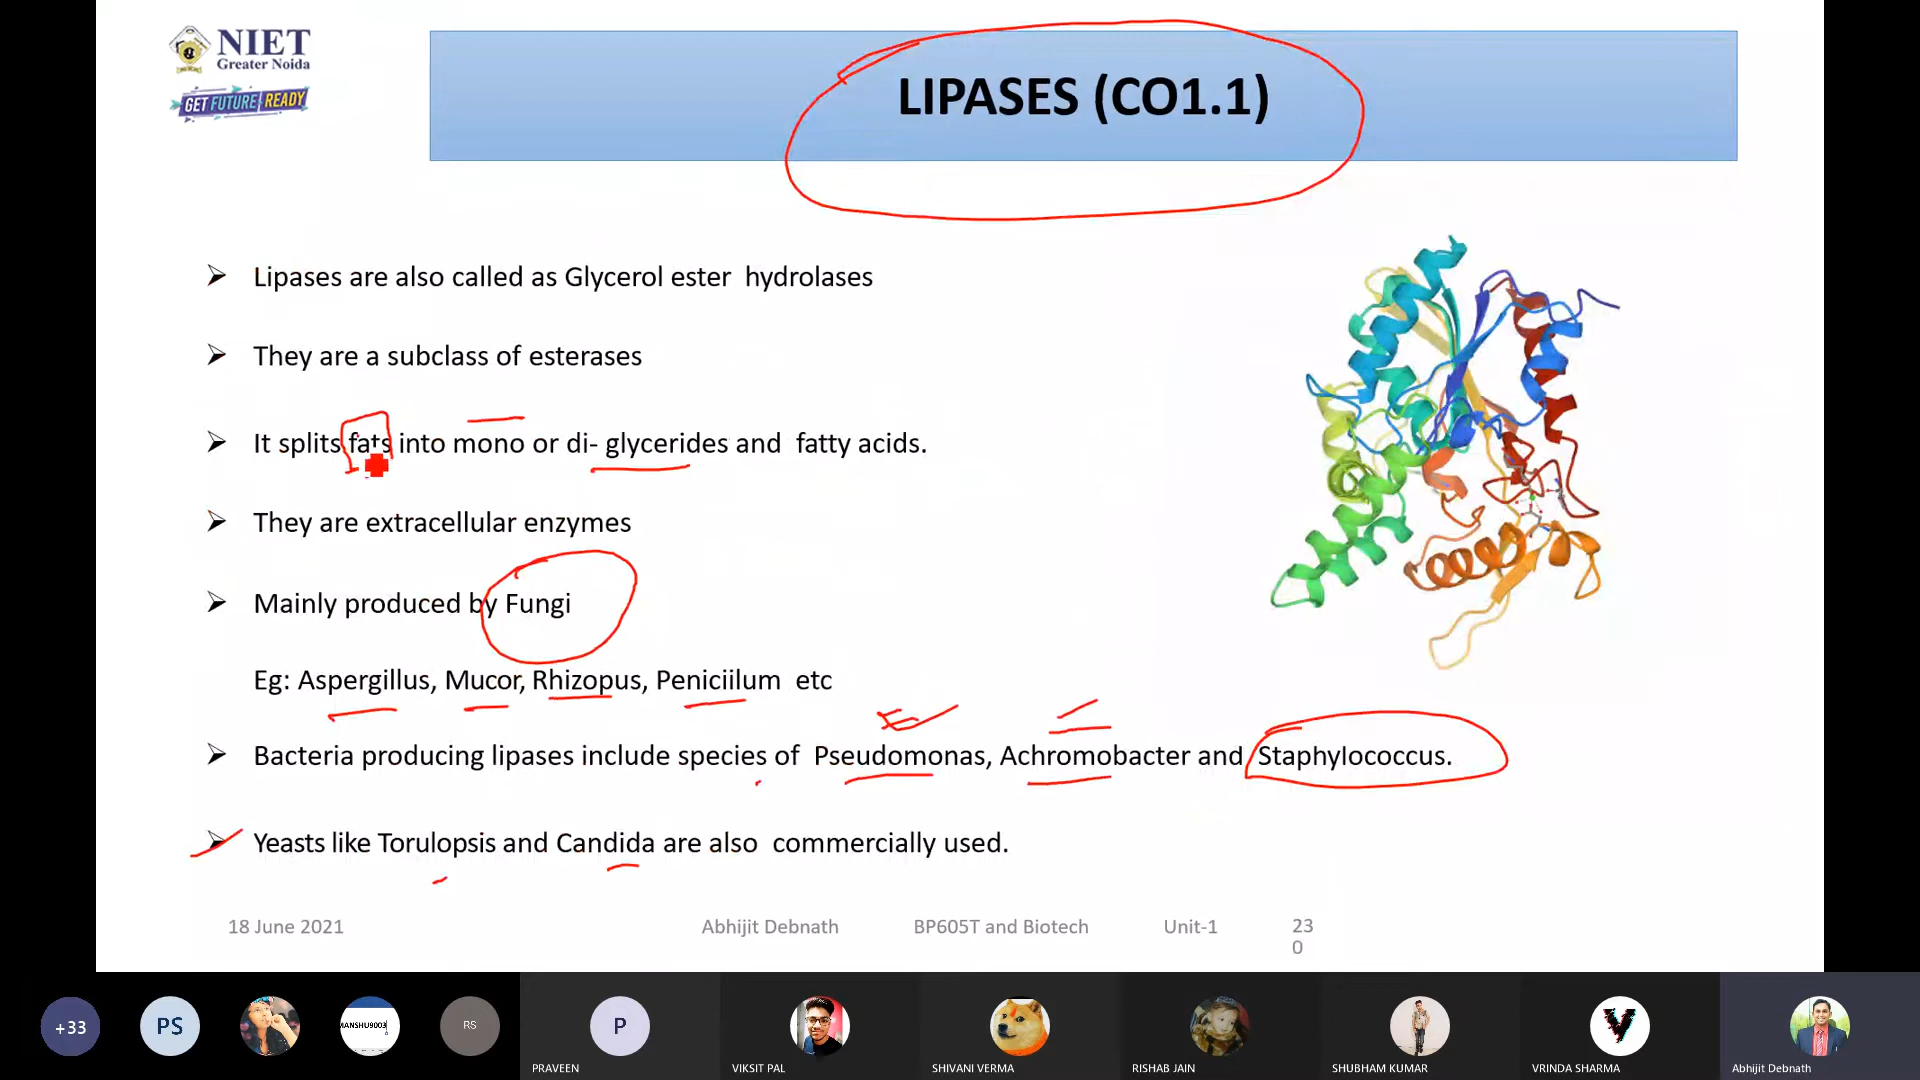 NIET
Greater Noida
GET FUTURE READY
LIPASES (CO1.1)
Lipases are also called as Glycerol ester hydrolases
They are a subclass of esterases
It splits fats into mono or di- glycerides and fatty acids.
They are extracellular enzymes
Mainly produced by Fungi
Eg: Aspergillus, Mucor, Rhizopus, Peniciilum etc
Bacteria producing lipases include species of Pseudomonas, Achromobacter and Staphylococcus.
Yeasts like Torulopsis and Candida are also commercially used.
18 June 2021 Abhijit Debnath BP605T and Biotech Unit-1 23
0
+33 PS MANSHU9003 RS P
PRAVEEN VIKSIT PAL SHIVANI VERMA RISHAB JAIN SHUBHAM KUMAR VRINDA SHARMA Abhijit Debnath